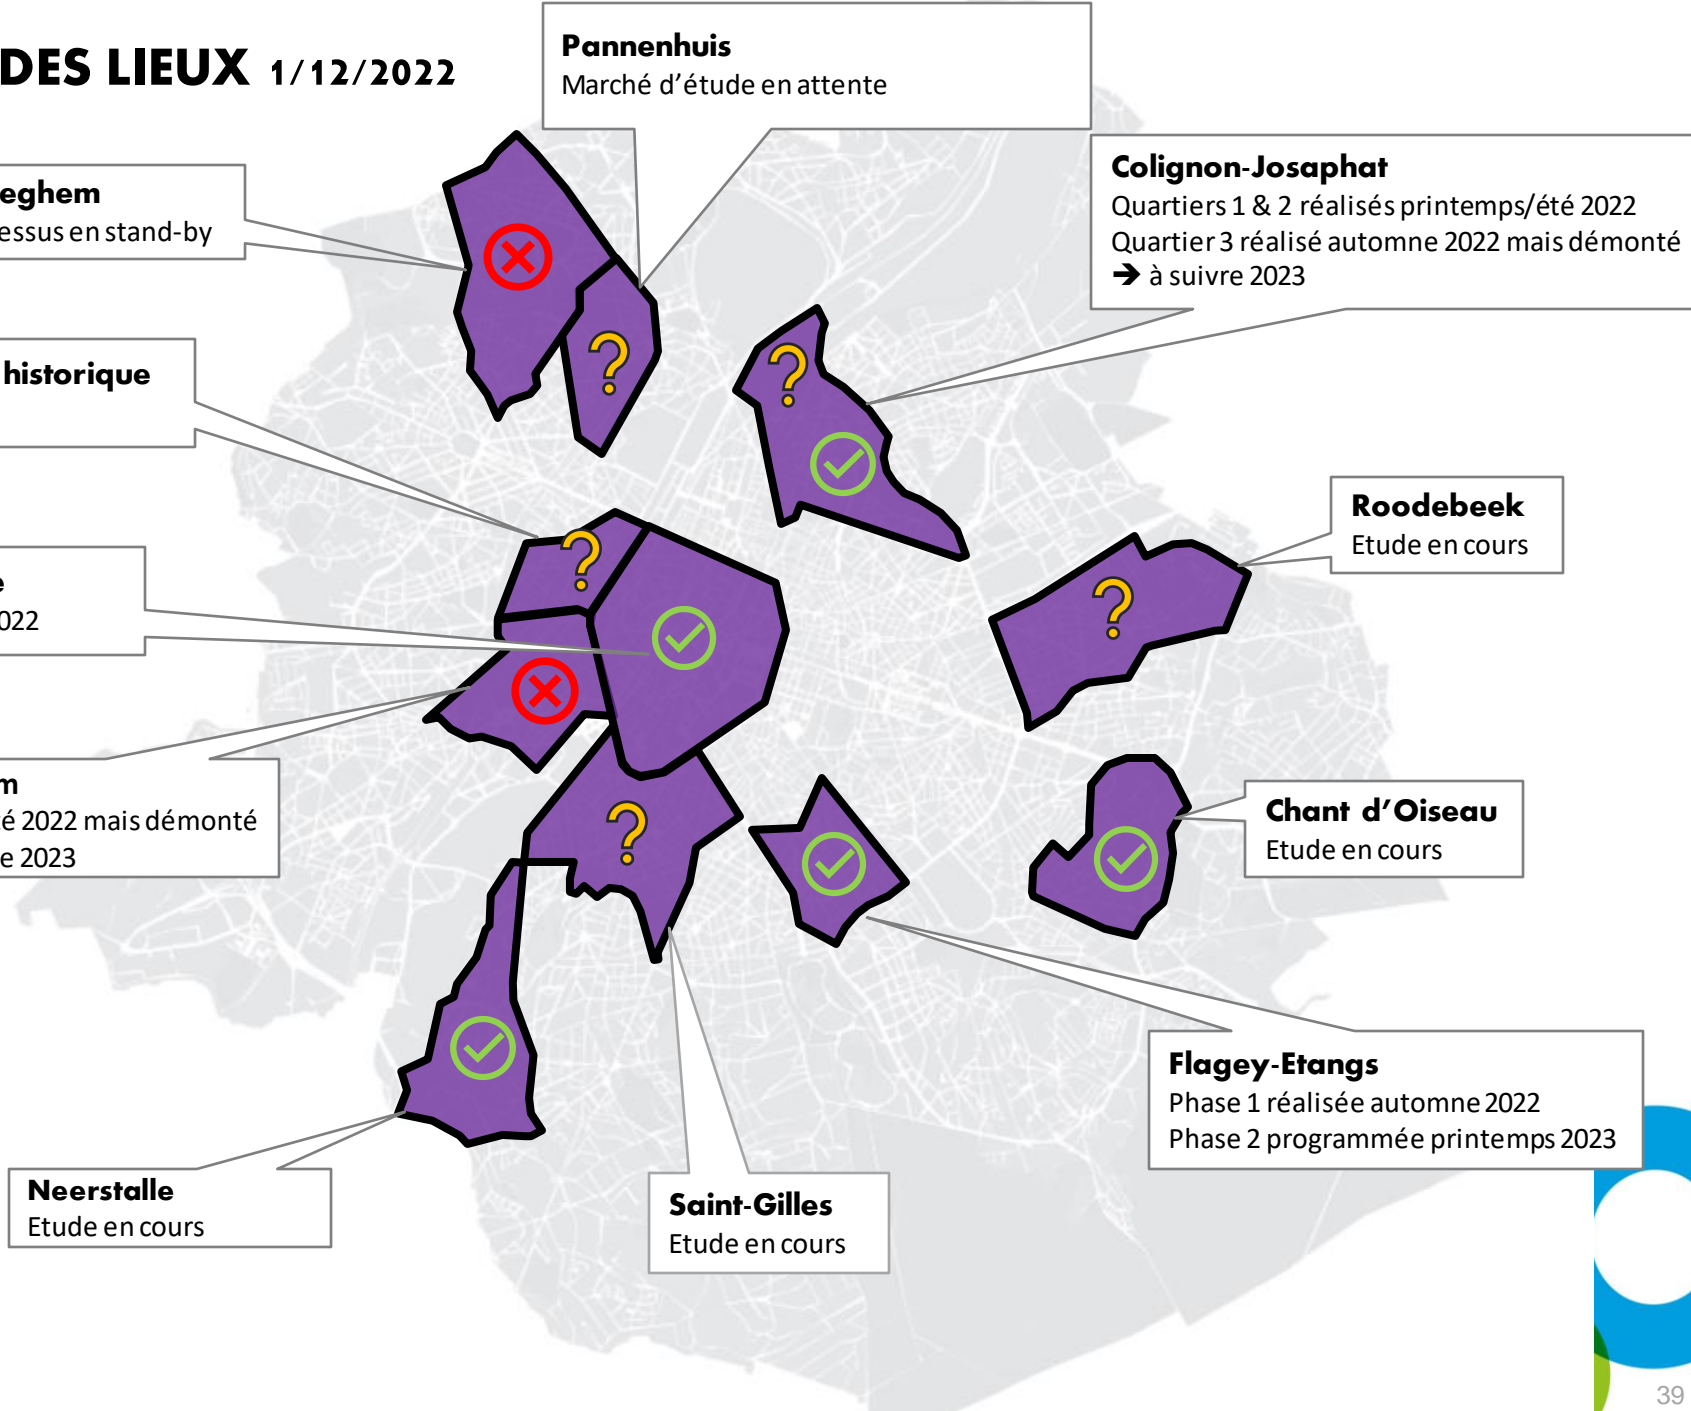 DES LIEUX 1/12/2022
Pannenhuis
Marché d’étude en attente
Colignon-Josaphat
Quartiers 1 & 2 réalisés printemps/été 2022
Quartier 3 réalisé automne 2022 mais démonté
➔ à suivre 2023
eghem
essus en stand-by
historique
Roodebeek
Etude en cours
e
022
m
té 2022 mais démonté
e 2023
Chant d’Oiseau
Etude en cours
Flagey-Etangs
Phase 1 réalisée automne 2022
Phase 2 programmée printemps 2023
Neerstalle
Etude en cours
Saint-Gilles
Etude en cours
39